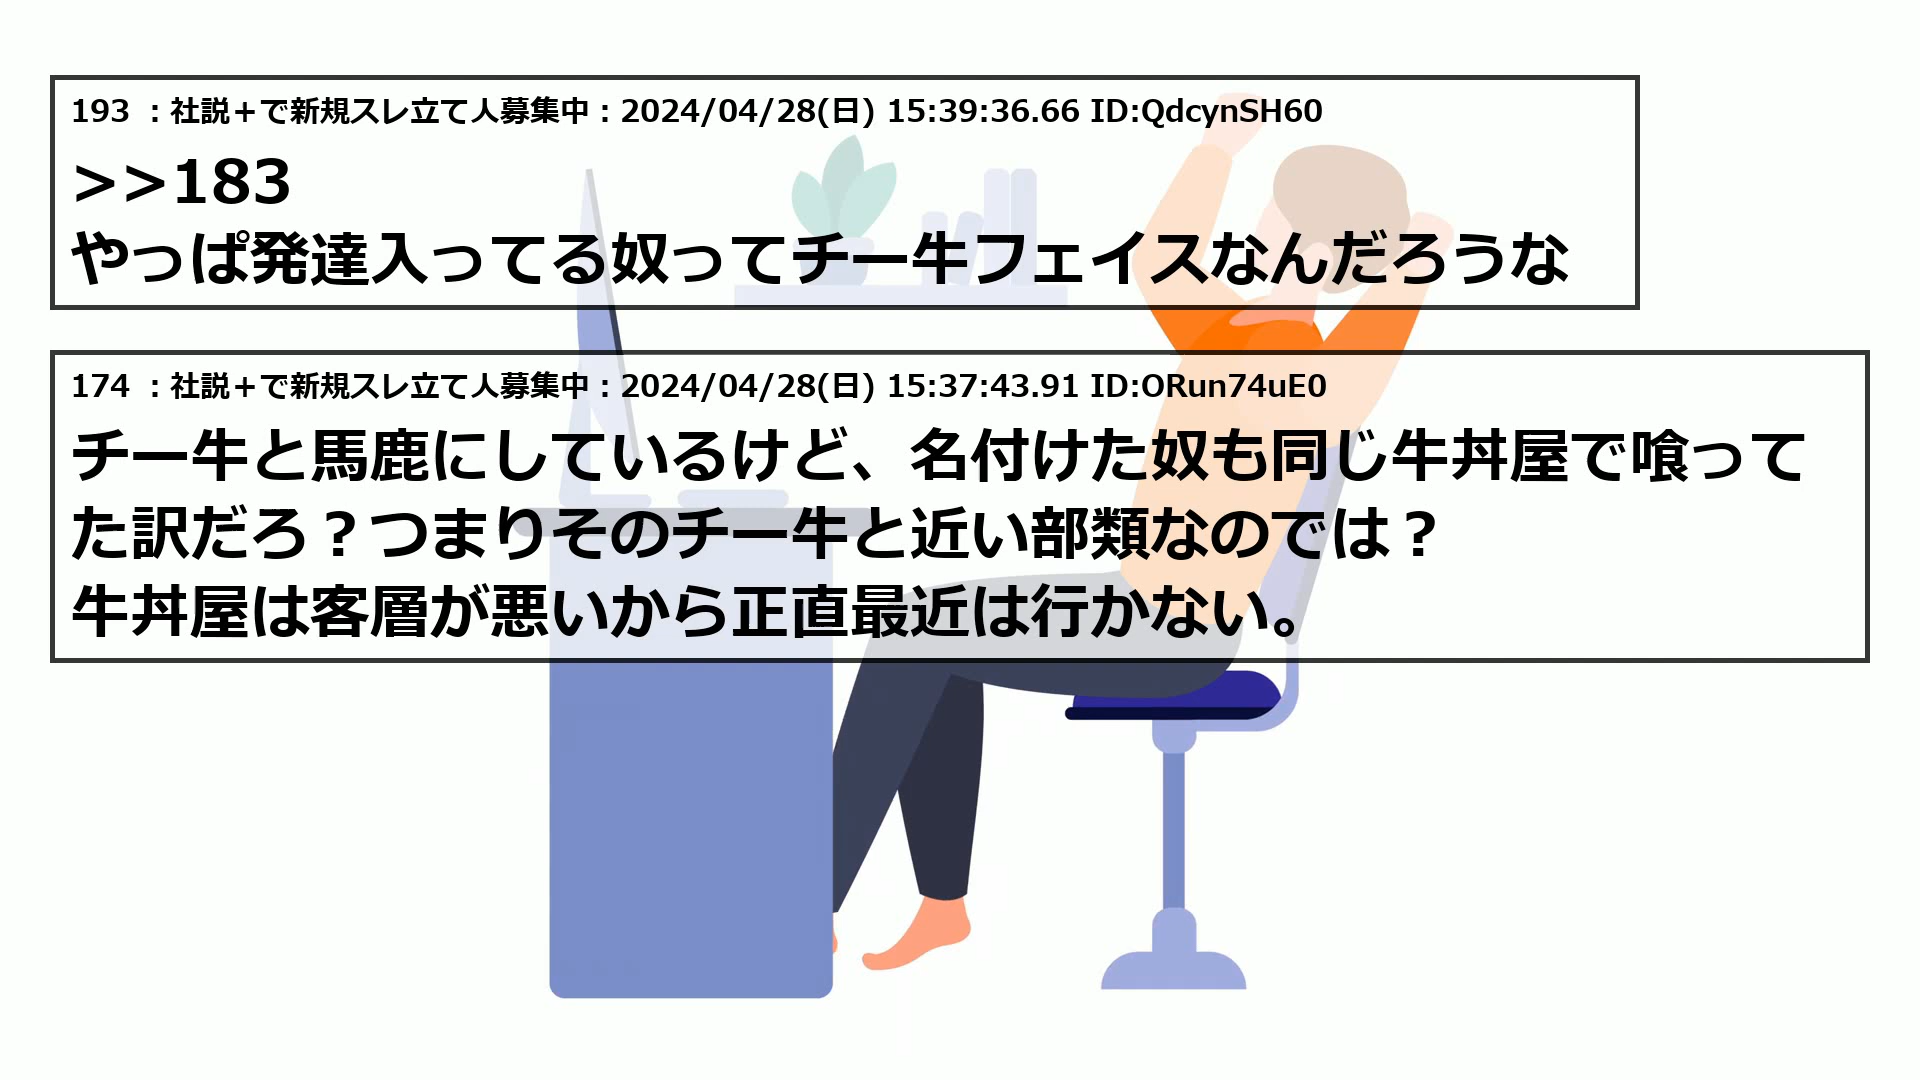 193 ：社説＋で新規スレ立て人募集中：2024/04/28(日) 15:39:36.66 ID:QdcynSH60
>>183
やっぱ発達入ってる奴ってチー牛フェイスなんだろうな
174 ：社説＋で新規スレ立て人募集中：2024/04/28(日) 15:37:43.91 ID:ORun74uE0
チー牛と馬鹿にしているけど、名付けた奴も同じ牛丼屋で喰って
た訳だろ？つまりそのチー牛と近い部類なのでは？
牛丼屋は客層が悪いから正直最近は行かない。